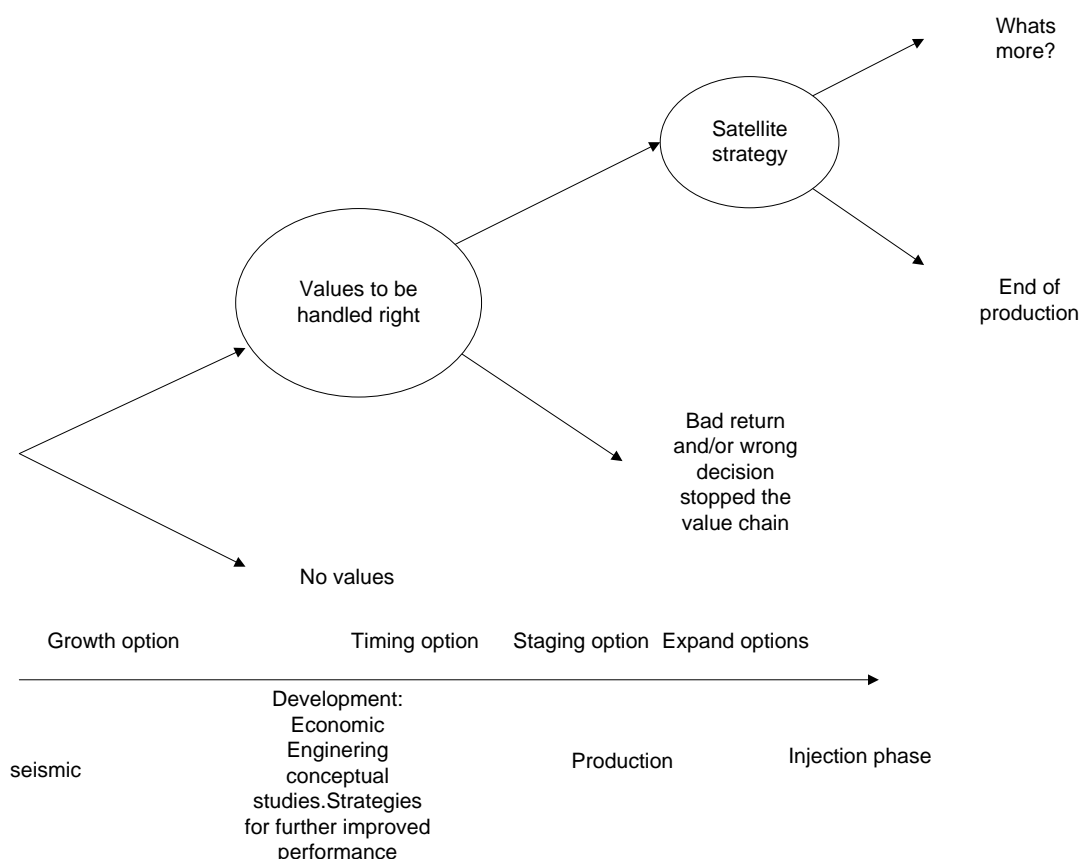 Whats
more?
Satellite
strategy
End of
production
Values to be
handled right
Bad return
and/or wrong
decision
stopped the
value chain
No values
Growth option
Timing option
Staging option
Expand options
seismic
Development:
Economic
Enginering
conceptual
studies.Strategies
for further improved
performance
Production
Injection phase